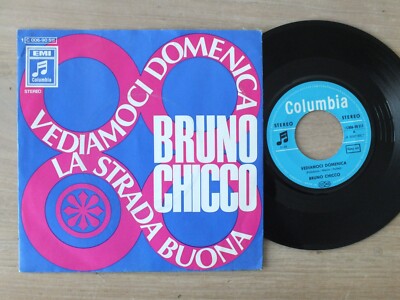 EMI
Columbia
STEREO
VEDIAMOCI DOMENICA
LA STRADA BUONA
BRUNO
CHICCO
Columbia
STEREO
VEDIAMOCI DOMENICA
BRUNO CHICCO